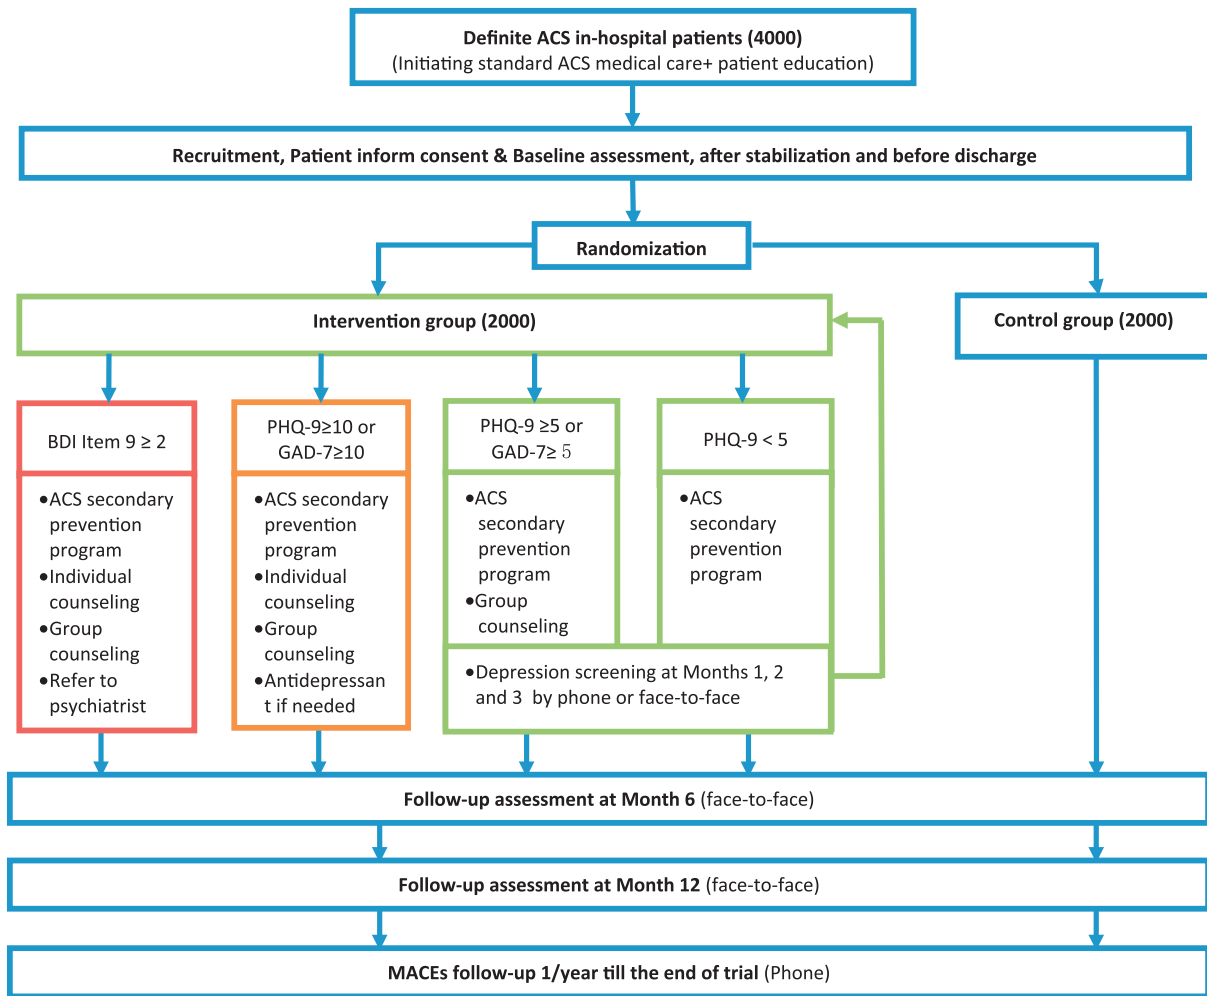 Definite ACS in-hospital patients (4000)
(Initiating standard ACS medical care+ patient education)
Recruitment, Patient inform consent & Baseline assessment, after stabilization and before discharge
Randomization
Intervention group (2000)
Control group (2000)
BDI Item 9 ≥ 2
•ACS secondary
prevention
program
•Individual
counseling
•Group
counseling
•Refer to
psychiatrist
PHQ-9≥10 or
GAD-7≥10
•ACS secondary
prevention
program
•Individual
counseling
•Group
counseling
•Antidepressan
t if needed
PHQ-9 ≥5 or
GAD-7≥ 5
•ACS
secondary
prevention
program
•Group
counseling
PHQ-9 < 5
•ACS
secondary
prevention
program
•Depression screening at Months 1, 2
and 3 by phone or face-to-face
Follow-up assessment at Month 6 (face-to-face)
Follow-up assessment at Month 12 (face-to-face)
MACEs follow-up 1/year till the end of trial (Phone)